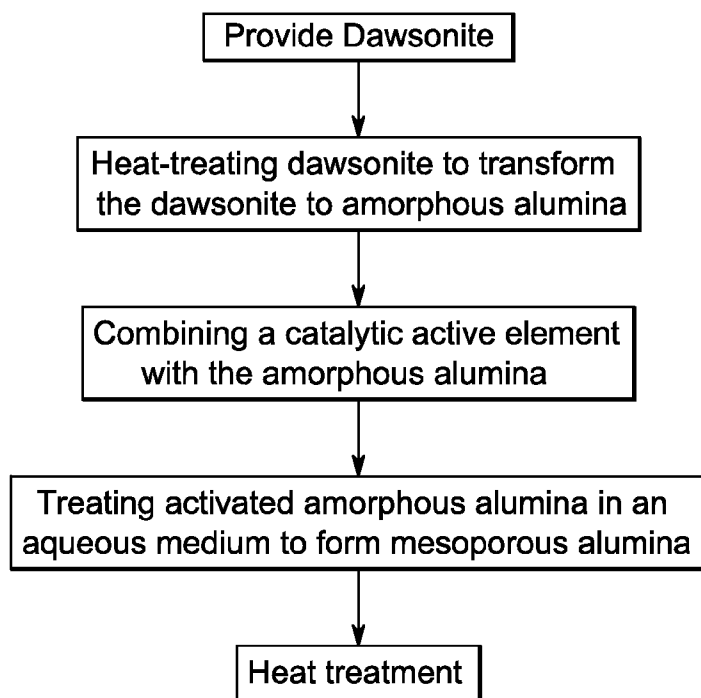 Provide Dawsonite
Heat-treating dawsonite to transform
the dawsonite to amorphous alumina
Combining a catalytic active element
with the amorphous alumina
Treating activated amorphous alumina in an
aqueous medium to form mesoporous alumina
Heat treatment